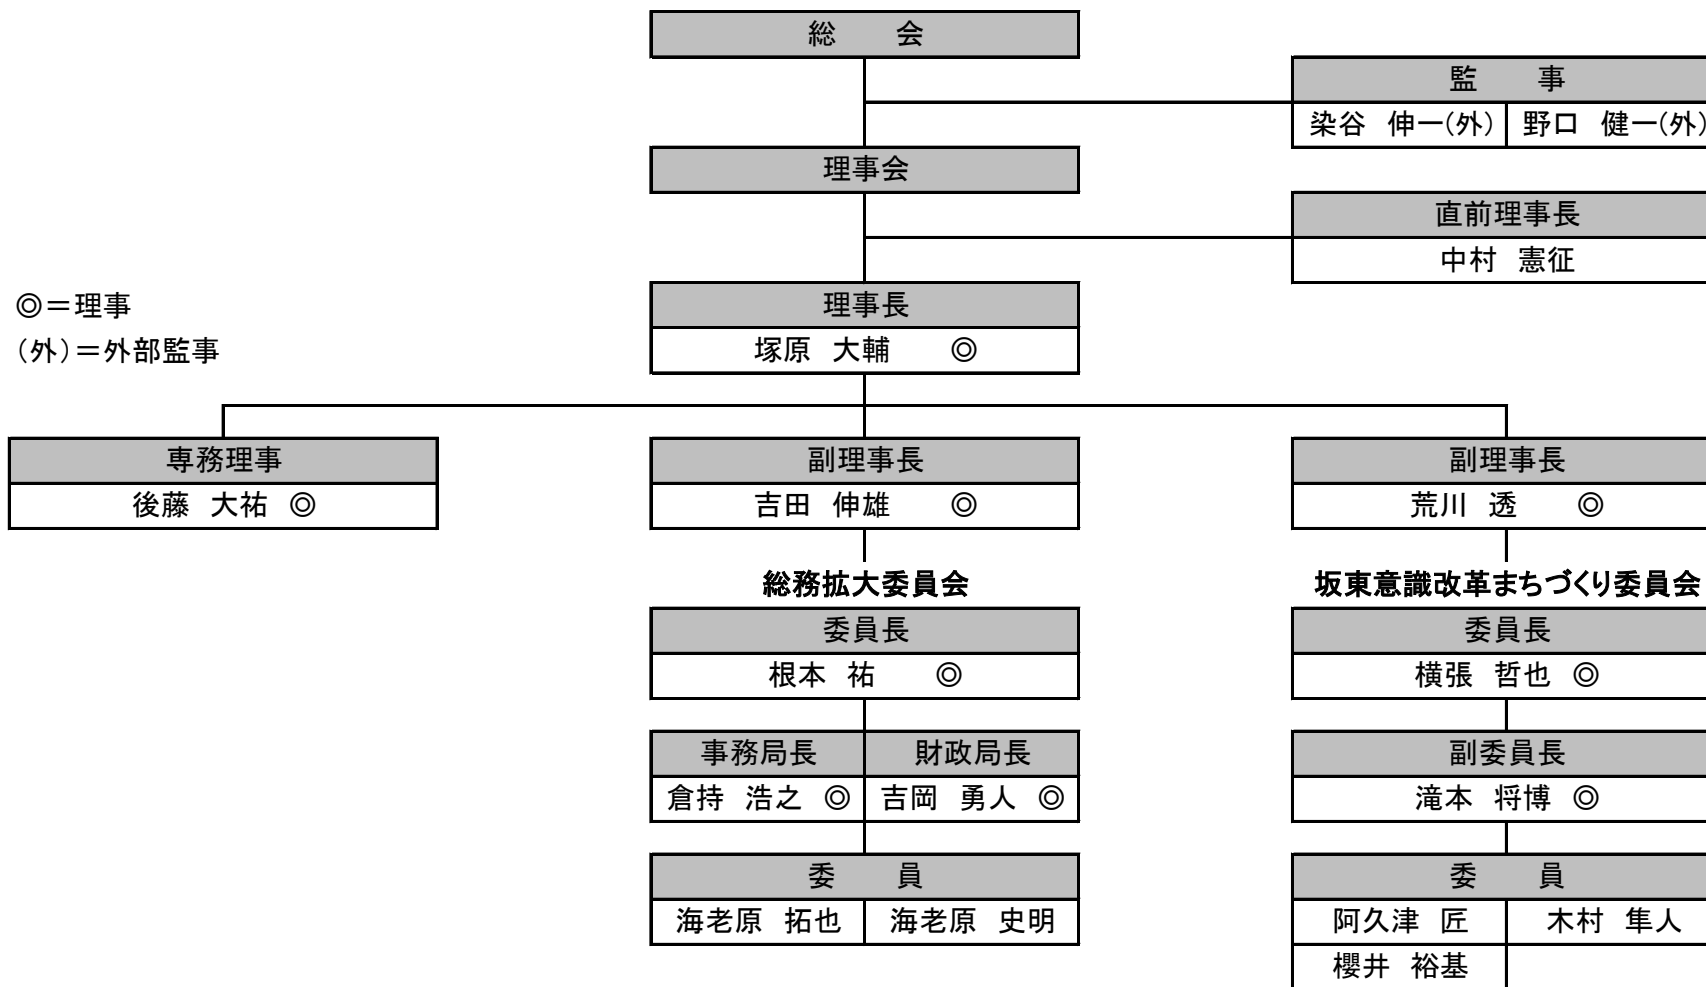 総　会
監　事
染谷 伸一(外) 野口 健一(外)
理事会
直前理事長
中村 憲征
◎＝理事
(外)＝外部監事
理事長
塚原 大輔 ◎
専務理事 副理事長 副理事長
後藤 大祐 ◎ 吉田 伸雄 ◎ 荒川 透 ◎
総務拡大委員会 坂東意識改革まちづくり委員会
委員長 委員長
根本 祐 ◎ 横張 哲也 ◎
事務局長 財政局長 副委員長
倉持 浩之 ◎ 吉岡 勇人 ◎ 滝本 将博 ◎
委　員 委　員
海老原 拓也 海老原 史明 阿久津 匠 木村 隼人
櫻井 裕基